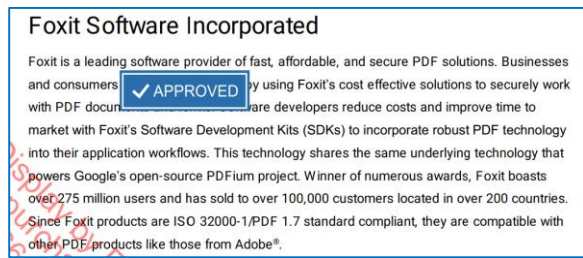 Foxit Software Incorporated
Foxit is a leading software provider of fast, affordable, and secure PDF solutions. Businesses
and consumers by using Foxit's cost effective solutions to securely work
✓ APPROVED
with PDF software developers reduce costs and improve time to
market with Foxit's Software Development Kits (SDKs) to incorporate robust PDF technology
into their application workflows. This technology shares the same underlying technology that
powers Google's open-source PDFium project. Winner of numerous awards, Foxit boasts
over 275 million users and has sold to over 100,000 customers located in over 200 countries.
Since Foxit products are ISO 32000-1/PDF 1.7 standard compliant, they are compatible with
other PDF products like those from Adobe®.